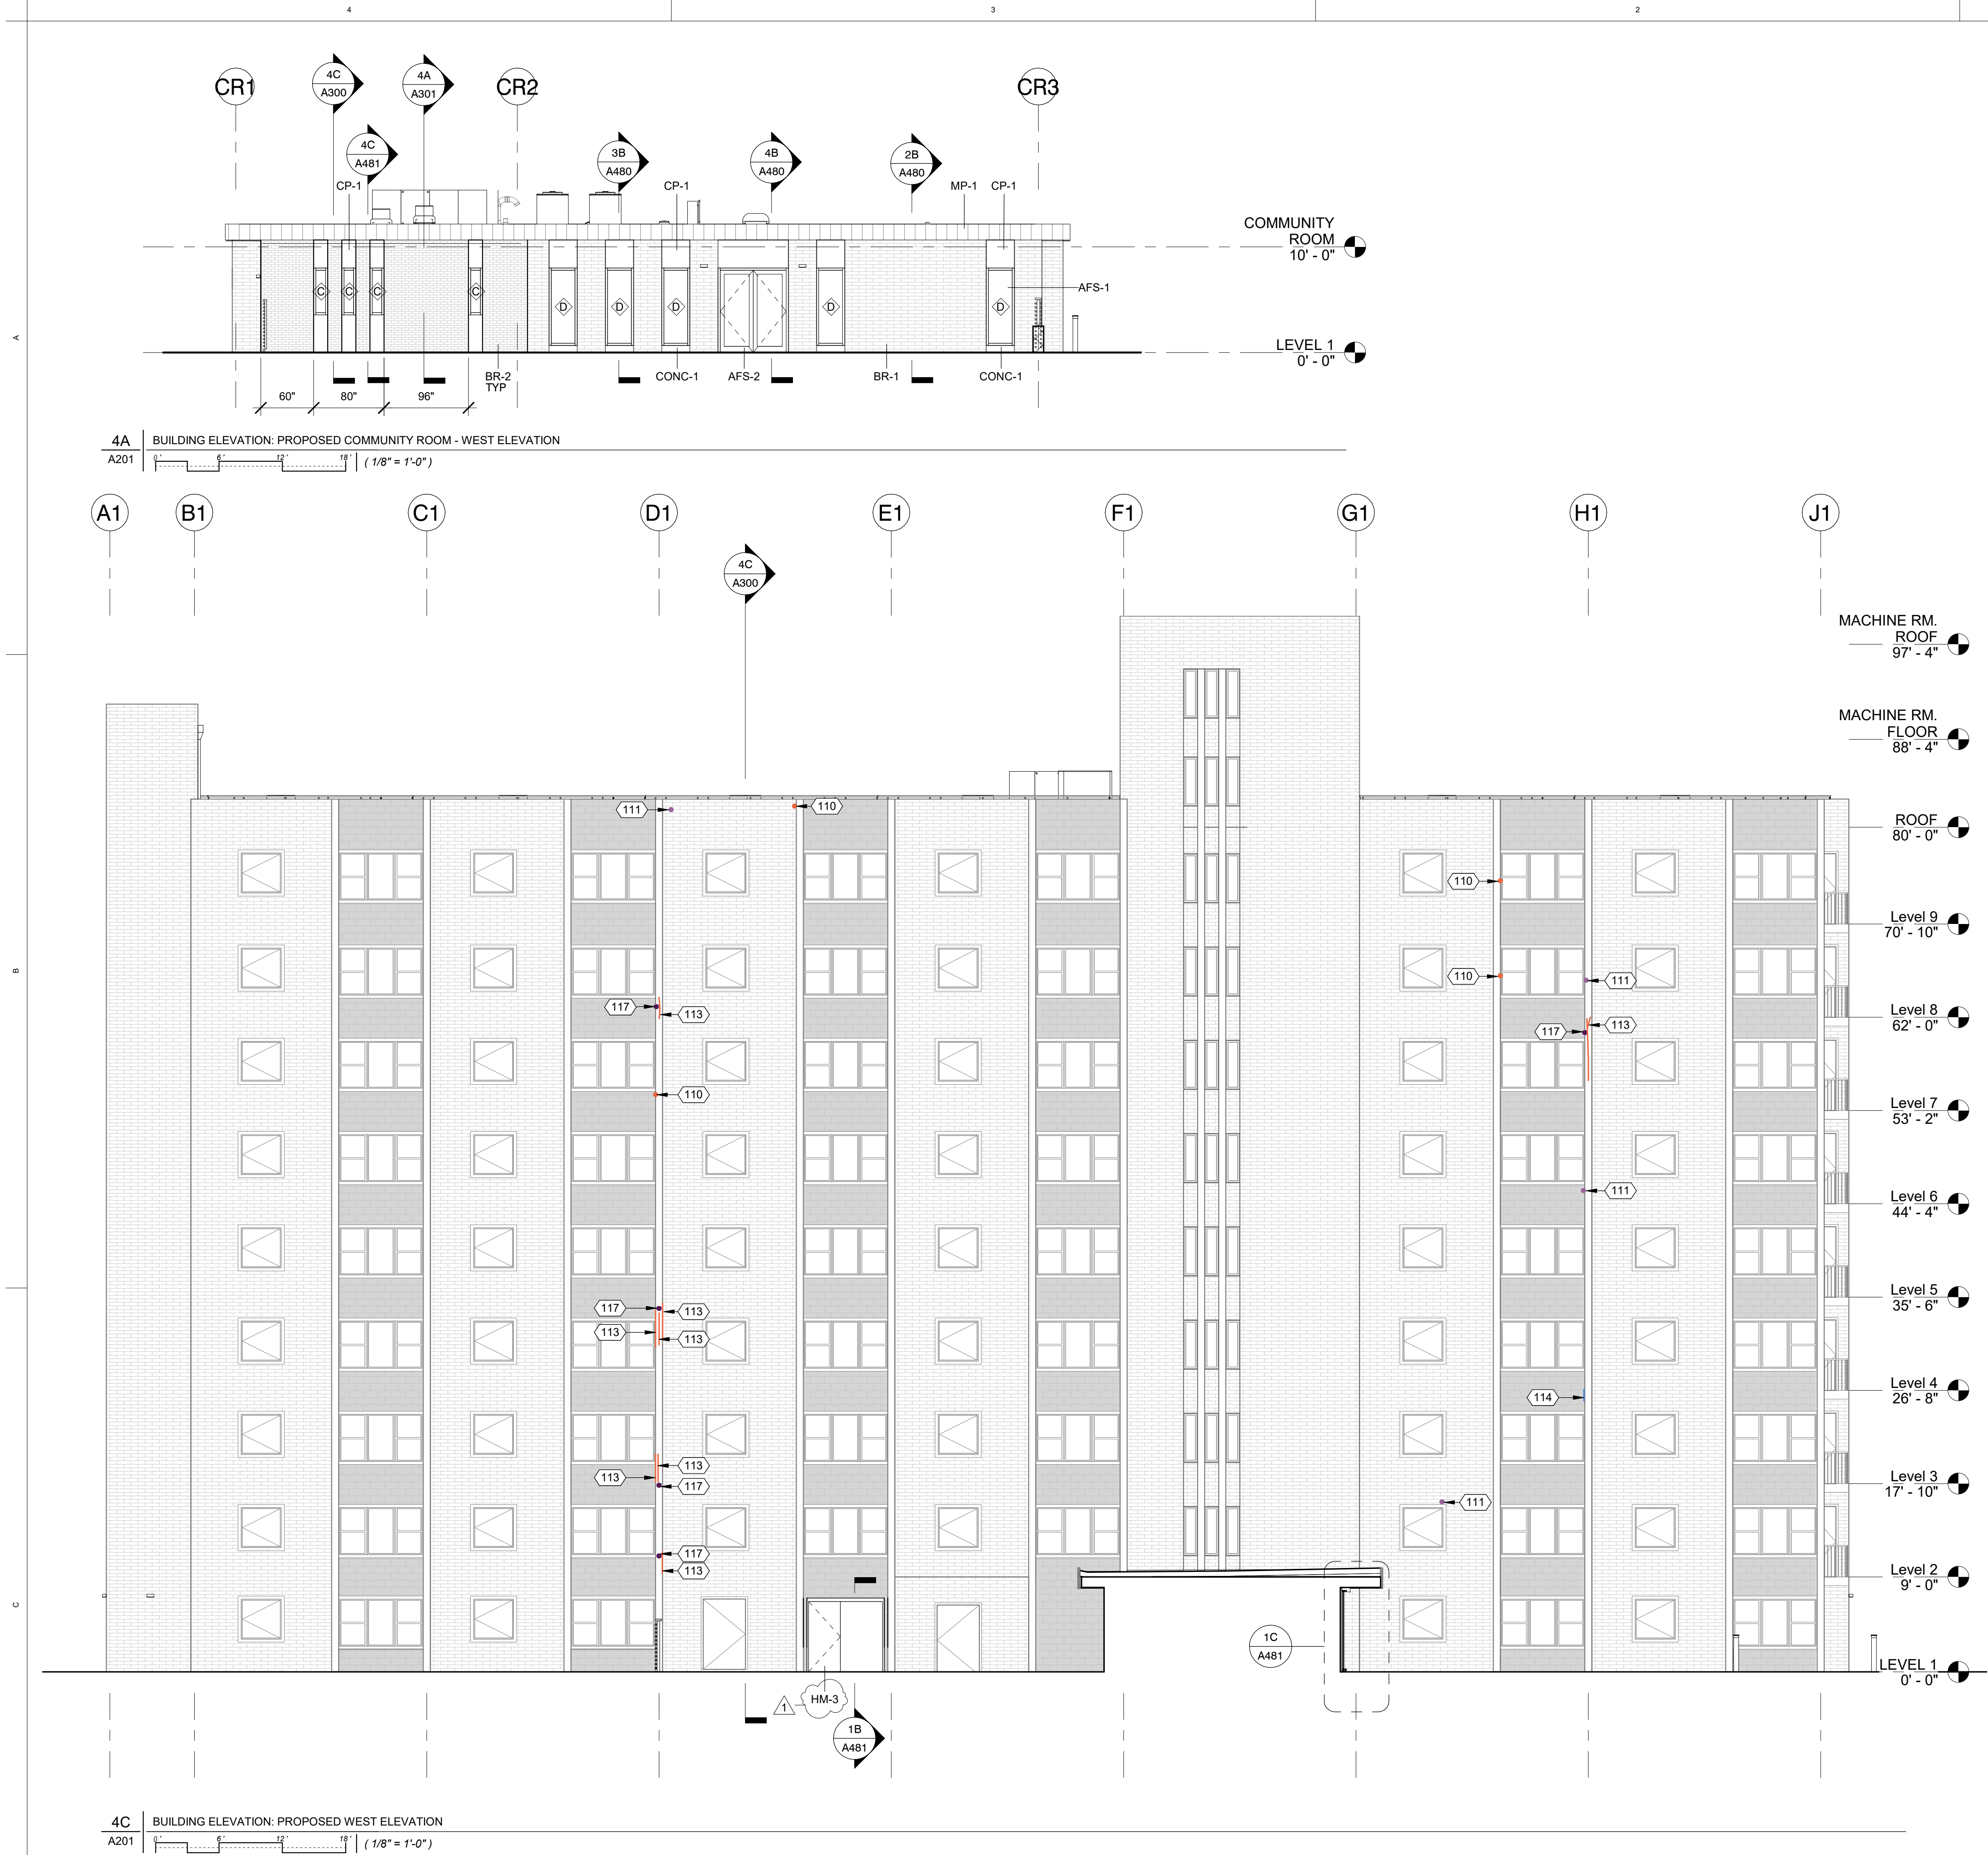 4
3
2
CR1
4C
A300
4A
A301
CR2
CR3
4C
A481
3B
A480
4B
A480
2B
A480
CP-1
CP-1
MP-1
CP-1
COMMUNITY
ROOM
10' - 0"
C
C
C
C
D
D
D
D
D
AFS-1
A
LEVEL 1
0' - 0"
BR-2
TYP
CONC-1
AFS-2
BR-1
CONC-1
60"
80"
96"
4A
A201
BUILDING ELEVATION: PROPOSED COMMUNITY ROOM - WEST ELEVATION
0 '
6 '
12 '
18 '
( 1/8" = 1'-0" )
A1
B1
C1
D1
E1
F1
G1
H1
J1
4C
A300
MACHINE RM.
ROOF
97' - 4"
MACHINE RM.
FLOOR
88' - 4"
111
110
ROOF
80' - 0"
110
Level 9
70' - 10"
B
110
111
117
113
117
113
Level 8
62' - 0"
110
Level 7
53' - 2"
111
Level 6
44' - 4"
Level 5
35' - 6"
117
113
113
113
114
Level 4
26' - 8"
113
113
117
Level 3
17' - 10"
111
117
113
Level 2
9' - 0"
C
1C
A481
LEVEL 1
0' - 0"
1
HM-3
1B
A481
4C
A201
BUILDING ELEVATION: PROPOSED WEST ELEVATION
0 '
6 '
12 '
18 '
( 1/8" = 1'-0" )